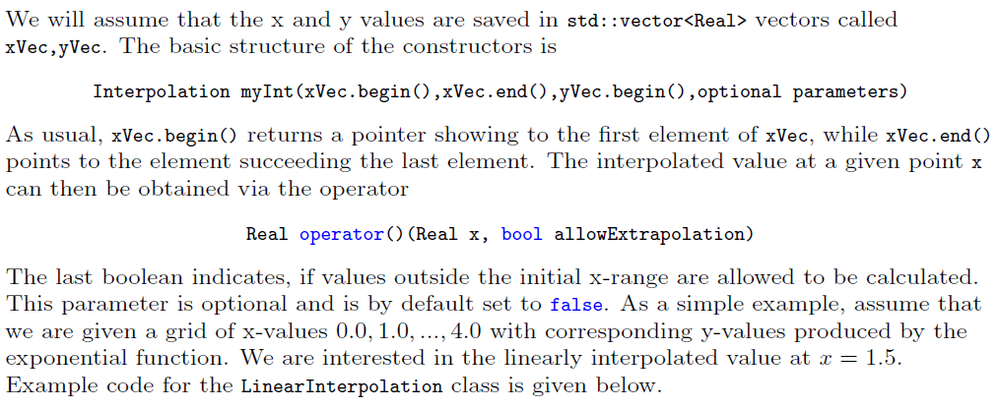 We will assume that the x and y values are saved in std::vector<Real> vectors called
xVec,yVec. The basic structure of the constructors is
Interpolation myInt(xVec.begin(),xVec.end(),yVec.begin(),optional parameters)
As usual, xVec.begin() returns a pointer showing to the first element of xVec, while xVec.end()
points to the element succeeding the last element. The interpolated value at a given point x
can then be obtained via the operator
Real operator()(Real x, bool allowExtrapolation)
The last boolean indicates, if values outside the initial x-range are allowed to be calculated.
This parameter is optional and is by default set to false. As a simple example, assume that
we are given a grid of x-values 0.0, 1.0, ..., 4.0 with corresponding y-values produced by the
exponential function. We are interested in the linearly interpolated value at x = 1.5.
Example code for the LinearInterpolation class is given below.